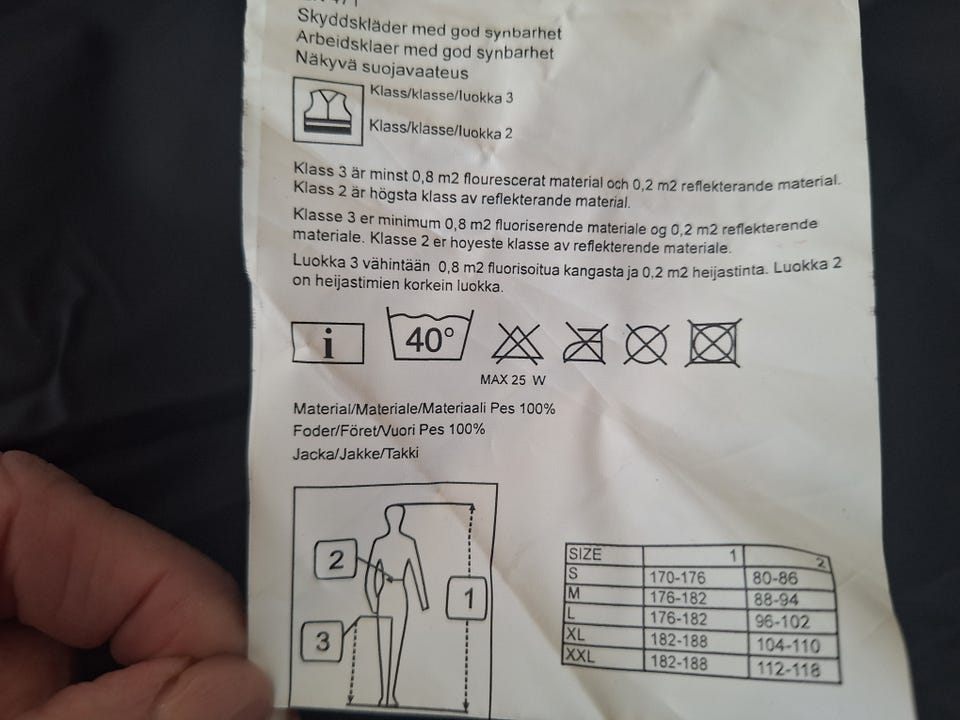 471
Skyddskläder med god synbarhet
Arbeidsklaer med god synbarhet
Näkyvä suojavaateus
Klass/klasse/luokka 3
Klass/klasse/luokka 2
Klass 3 är minst 0,8 m2 flourescerat material och 0,2 m2 reflekterande material.
Klass 2 är högsta klass av reflekterande material.
Klasse 3 er minimum 0,8 m2 fluoriserende materiale og 0,2 m2 reflekterende
materiale. Klasse 2 er hoyeste klasse av reflekterende materiale.
Luokka 3 vähintään 0,8 m2 fluorisoitua kangasta ja 0,2 m2 heijastinta. Luokka 2
on heijastimien korkein luokka.
i 40°
MAX 25 W
Material/Materiale/Materiaali Pes 100%
Foder/Fôret/Vuori Pes 100%
Jacka/Jakke/Takki
2
1
3
SIZE 1 2
S 170-176 80-86
M 176-182 88-94
L 176-182 96-102
XL 182-188 104-110
XXL 182-188 112-118